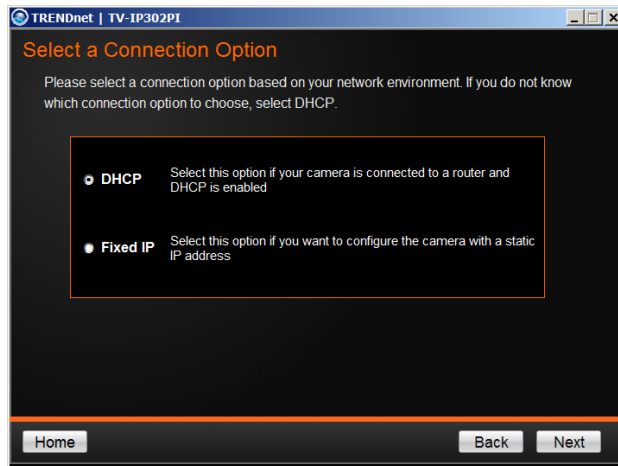 TRENDnet | TV-IP302PI
Select a Connection Option
Please select a connection option based on your network environment. If you do not know
which connection option to choose, select DHCP.
DHCP
Select this option if your camera is connected to a router and
DHCP is enabled
Fixed IP
Select this option if you want to configure the camera with a static
IP address
Home
Back
Next